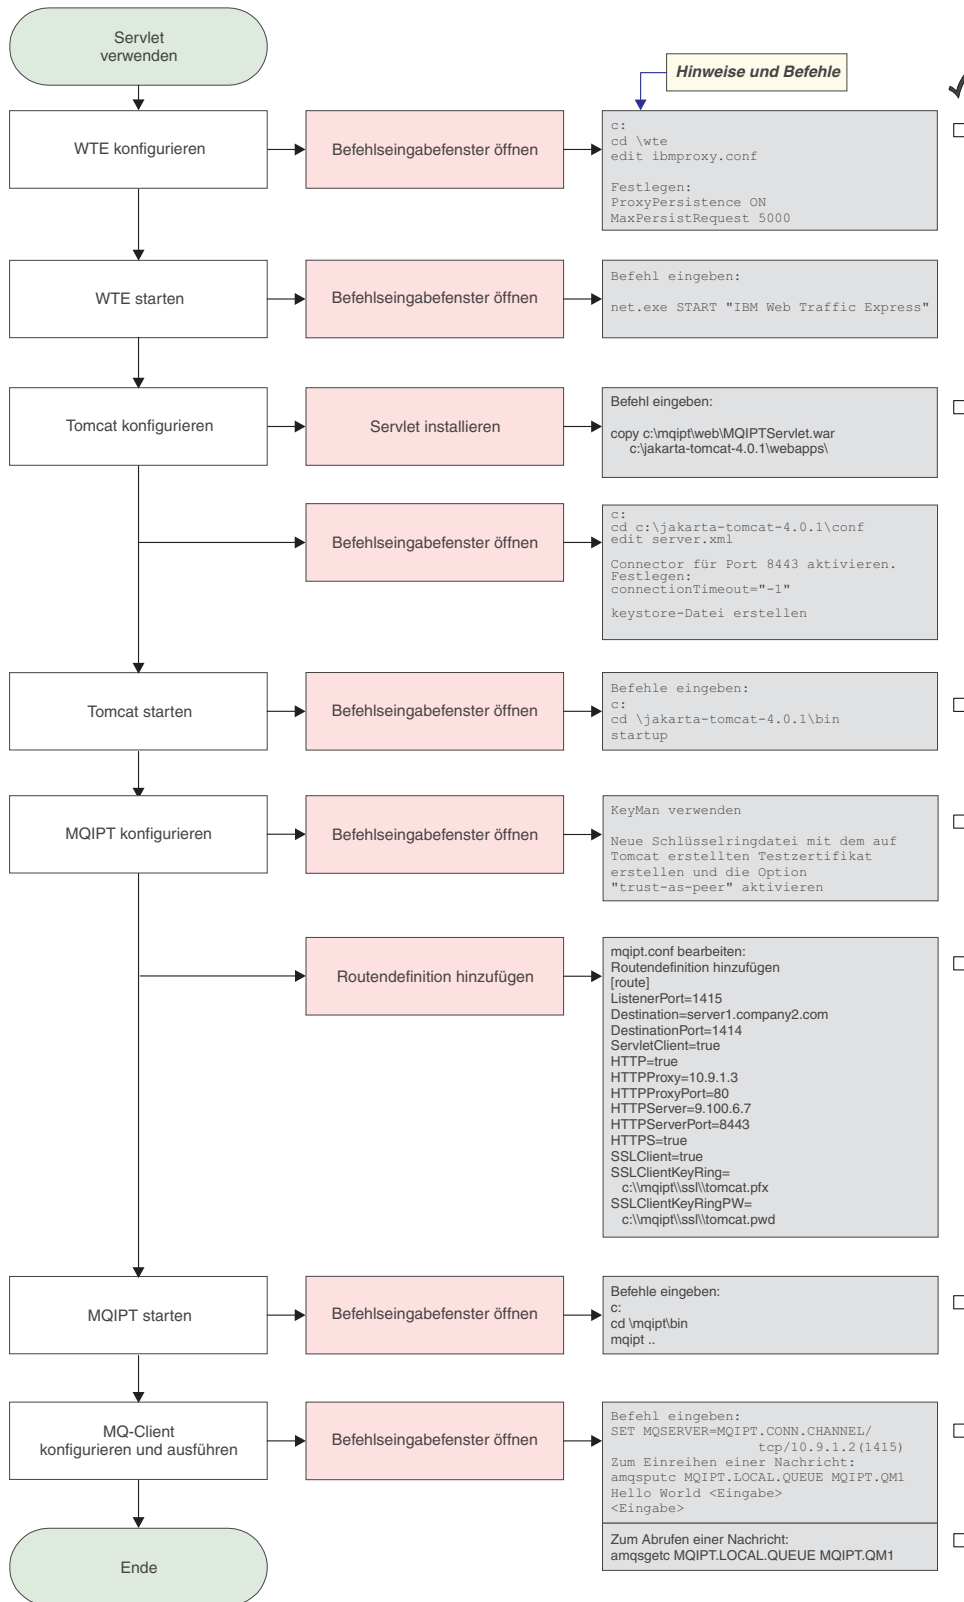 Servlet
verwenden
Hinweise und Befehle
WTE konfigurieren
Befehlseingabefenster öffnen
c:
cd \wte
edit ibmproxy.conf
Festlegen:
ProxyPersistence ON
MaxPersistRequest 5000
WTE starten
Befehlseingabefenster öffnen
Befehl eingeben:
net.exe START "IBM Web Traffic Express"
Tomcat konfigurieren
Servlet installieren
Befehl eingeben:
copy c:\mqipt\web\MQIPTServlet.war
c:\jakarta-tomcat-4.0.1\webapps\
Befehlseingabefenster öffnen
c:
cd c:\jakarta-tomcat-4.0.1\conf
edit server.xml
Connector für Port 8443 aktivieren.
Festlegen:
connectionTimeout="-1"
keystore-Datei erstellen
Tomcat starten
Befehlseingabefenster öffnen
Befehle eingeben:
c:
cd \jakarta-tomcat-4.0.1\bin
startup
MQIPT konfigurieren
Befehlseingabefenster öffnen
KeyMan verwenden
Neue Schlüsselringdatei mit dem auf
Tomcat erstellten Testzertifikat
erstellen und die Option
"trust-as-peer" aktivieren
Routendefinition hinzufügen
mqipt.conf bearbeiten:
Routendefinition hinzufügen
[route]
ListenerPort=1415
Destination=server1.company2.com
DestinationPort=1414
ServletClient=true
HTTP=true
HTTPProxy=10.9.1.3
HTTPProxyPort=80
HTTPServer=9.100.6.7
HTTPServerPort=8443
HTTPS=true
SSLClient=true
SSLClientKeyRing=
c:\\mqipt\\ssl\\tomcat.pfx
SSLClientKeyRingPW=
c:\\mqipt\\ssl\\tomcat.pwd
MQIPT starten
Befehlseingabefenster öffnen
Befehle eingeben:
c:
cd \mqipt\bin
mqipt ..
MQ-Client
konfigurieren und ausführen
Befehlseingabefenster öffnen
Befehl eingeben:
SET MQSERVER=MQIPT.CONN.CHANNEL/
tcp/10.9.1.2(1415)
Zum Einreihen einer Nachricht:
amqsputc MQIPT.LOCAL.QUEUE MQIPT.QM1
Hello World <Eingabe>
<Eingabe>
Zum Abrufen einer Nachricht:
amqsgetc MQIPT.LOCAL.QUEUE MQIPT.QM1
Ende